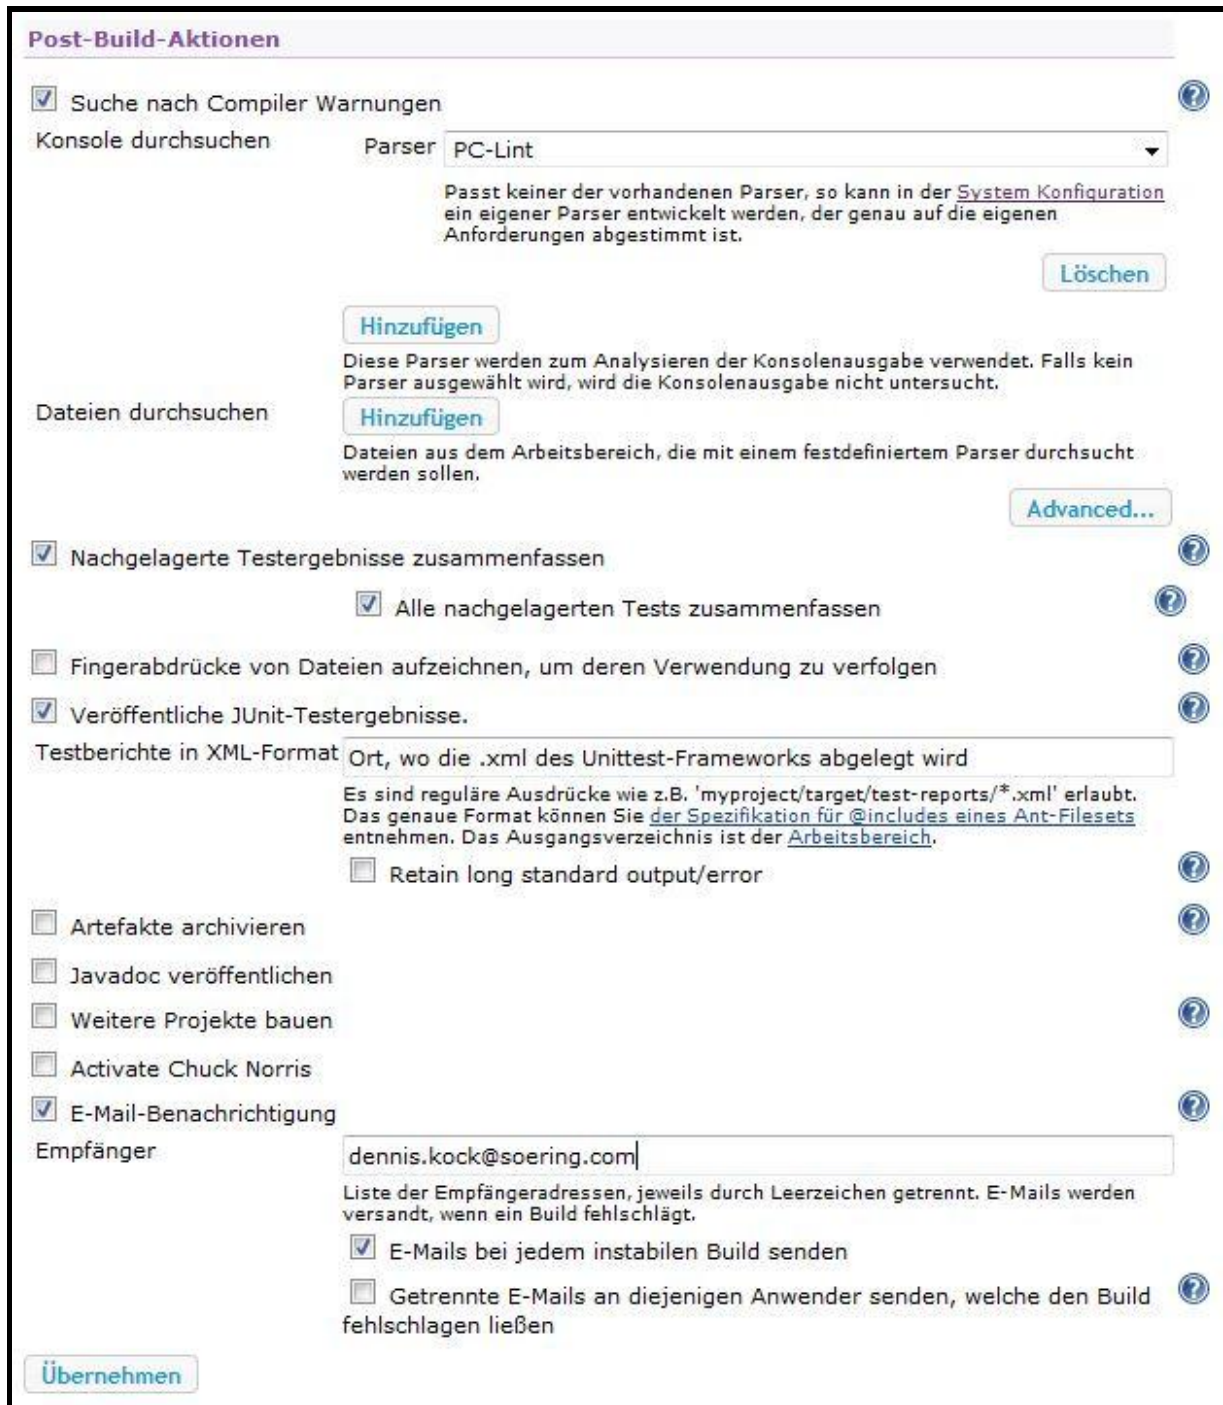 Post-Build-Aktionen
Suche nach Compiler Warnungen
Konsole durchsuchen
Parser PC-Lint
Passt keiner der vorhandenen Parser, so kann in der System Konfiguration
ein eigener Parser entwickelt werden, der genau auf die eigenen
Anforderungen abgestimmt ist.
Löschen
Hinzufügen
Diese Parser werden zum Analysieren der Konsolenausgabe verwendet. Falls kein
Parser ausgewählt wird, wird die Konsolenausgabe nicht untersucht.
Dateien durchsuchen
Hinzufügen
Dateien aus dem Arbeitsbereich, die mit einem festdefiniertem Parser durchsucht
werden sollen.
Advanced...
Nachgelagerte Testergebnisse zusammenfassen
Alle nachgelagerten Tests zusammenfassen
Fingerabdrücke von Dateien aufzeichnen, um deren Verwendung zu verfolgen
Veröffentliche JUnit-Testergebnisse.
Testberichte in XML-Format
Ort, wo die .xml des Unittest-Frameworks abgelegt wird
Es sind reguläre Ausdrücke wie z.B. 'myproject/target/test-reports/*.xml' erlaubt.
Das genaue Format können Sie der Spezifikation für @includes eines Ant-Filesets
entnehmen. Das Ausgangsverzeichnis ist der Arbeitsbereich.
Retain long standard output/error
Artefakte archivieren
Javadoc veröffentlichen
Weitere Projekte bauen
Activate Chuck Norris
E-Mail-Benachrichtigung
Empfänger
dennis.kock@soering.com
Liste der Empfängeradressen, jeweils durch Leerzeichen getrennt. E-Mails werden
versandt, wenn ein Build fehlschlägt.
E-Mails bei jedem instabilen Build senden
Getrennte E-Mails an diejenigen Anwender senden, welche den Build
fehlschlagen ließen
Übernehmen